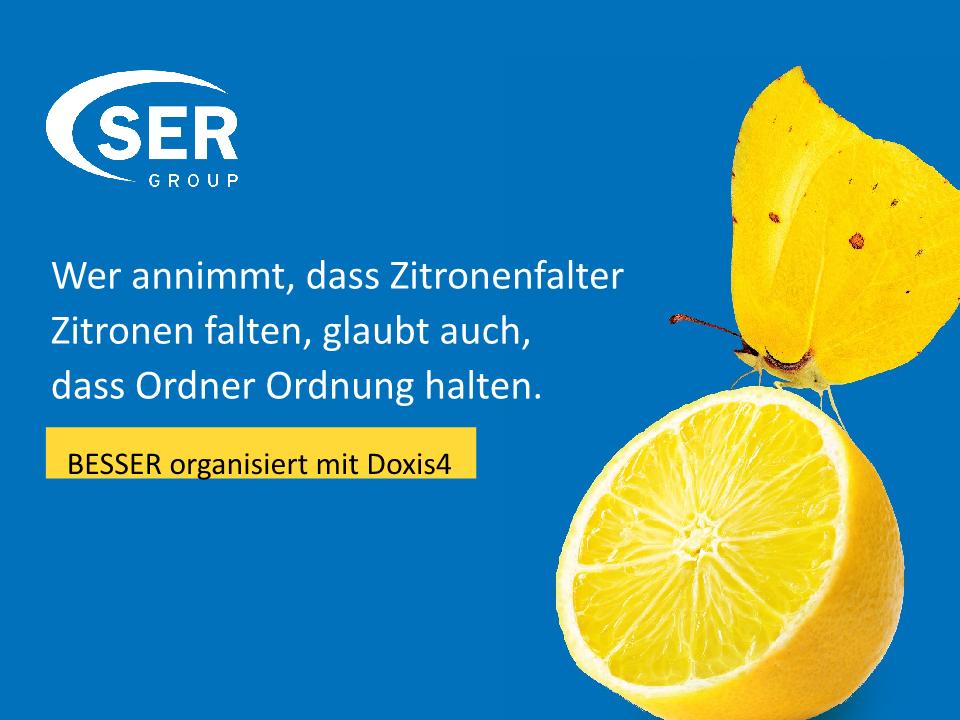 SER
GROUP
Wer annimmt, dass Zitronenfalter
Zitronen falten, glaubt auch,
dass Ordner Ordnung halten.
BESSER organisiert mit Doxis4